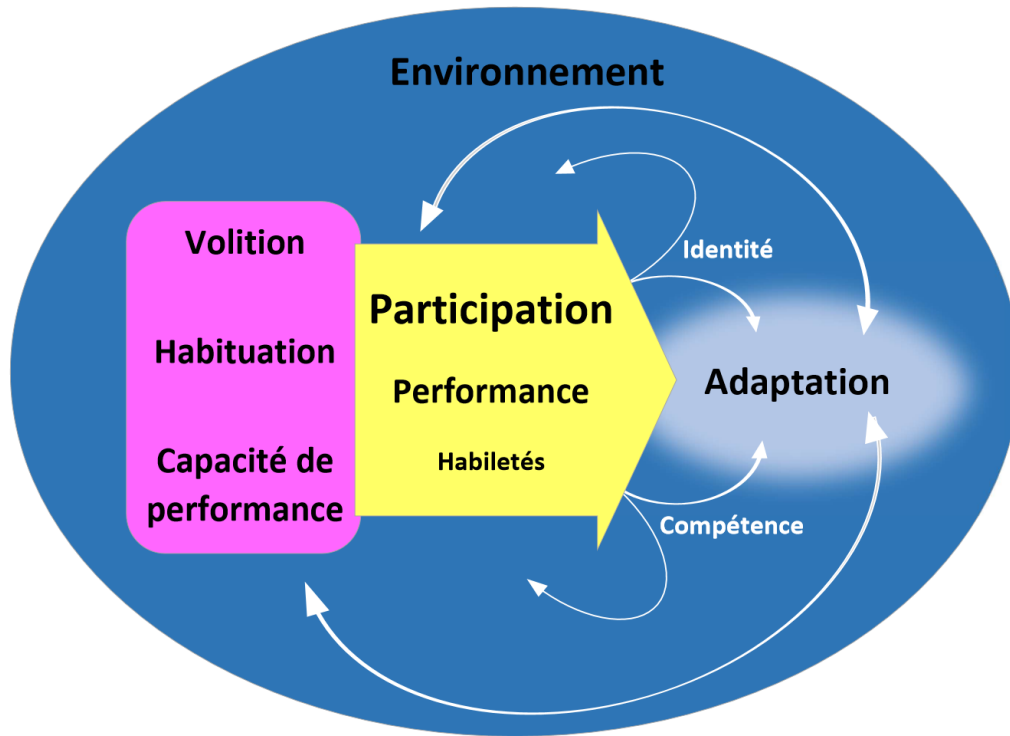 Environnement
Volition
Habituation
Capacité de
performance
Participation
Performance
Habiletés
Identité
Adaptation
Compétence